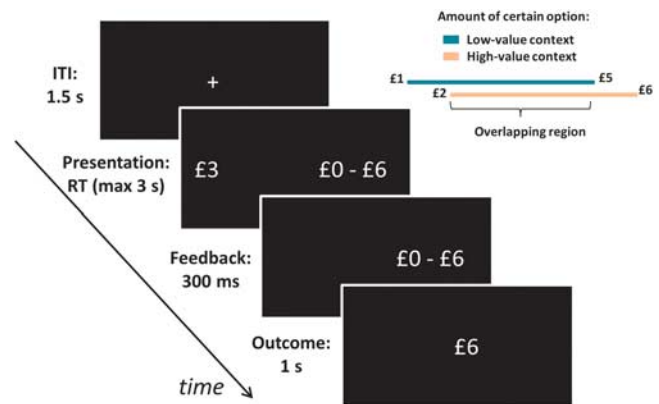 Amount of certain option:
Low-value context
High-value context
£1
£5
£2
£6
Overlapping region
ITI:
1.5 s
+
Presentation:
RT (max 3 s)
£3
£0 - £6
Feedback:
300 ms
£0 - £6
Outcome:
1 s
£6
time